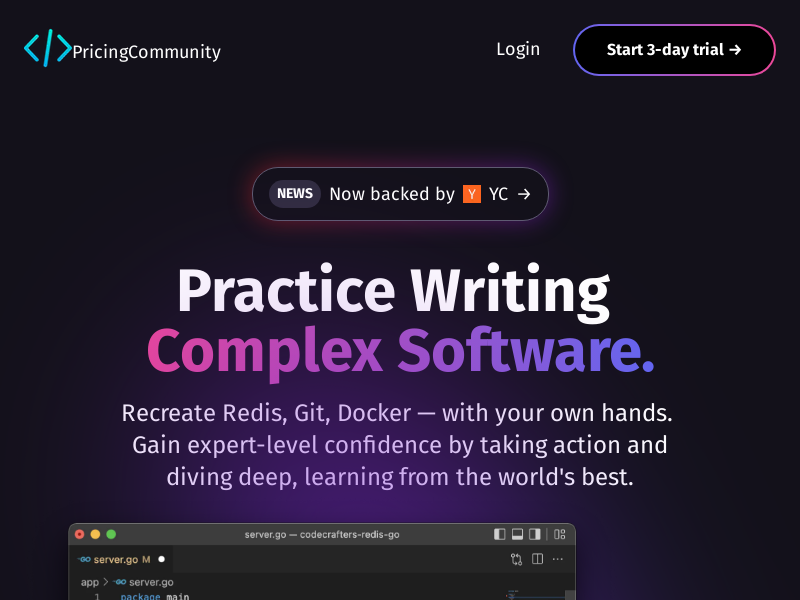 PricingCommunity
Login
Start 3-day trial →
NEWS Now backed by Y YC →
Practice Writing
Complex Software.
Recreate Redis, Git, Docker — with your own hands.
Gain expert-level confidence by taking action and
diving deep, learning from the world's best.
server.go — codecrafters-redis-go
GO server.go M
app > GO server.go
1 package main